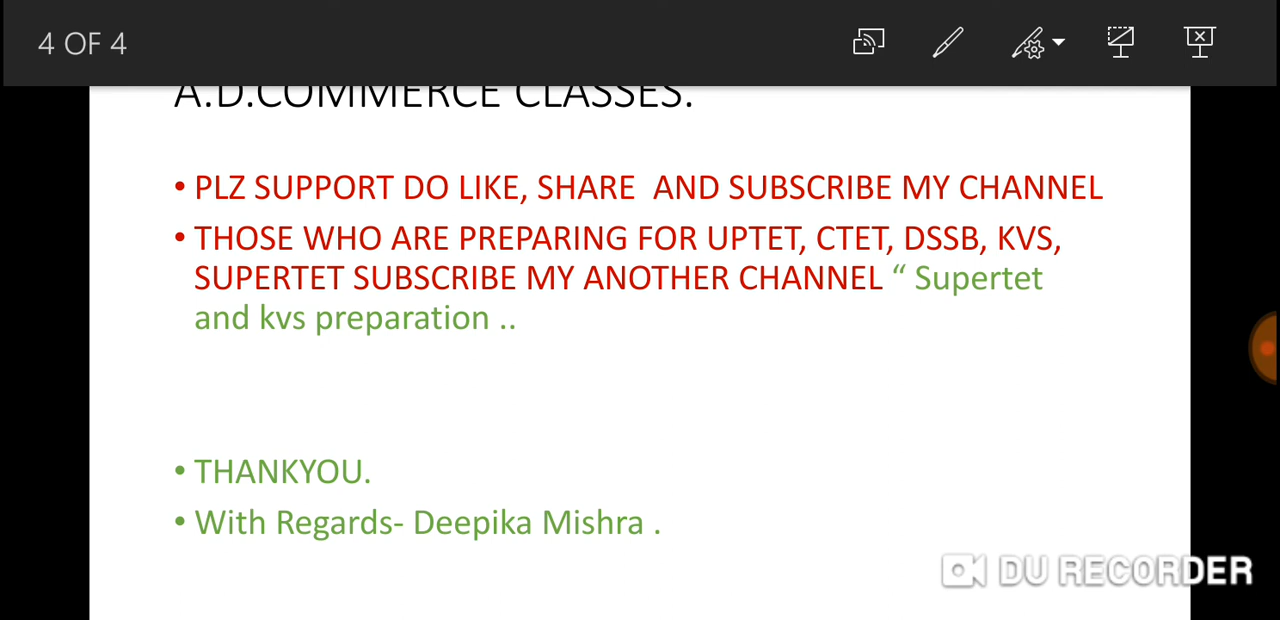 4 OF 4
A.D.COMMERCE CLASSES.
• PLZ SUPPORT DO LIKE, SHARE  AND SUBSCRIBE MY CHANNEL
• THOSE WHO ARE PREPARING FOR UPTET, CTET, DSSB, KVS,
SUPERTET SUBSCRIBE MY ANOTHER CHANNEL “ Supertet
and kvs preparation ..
• THANKYOU.
• With Regards- Deepika Mishra .
DU RECORDER